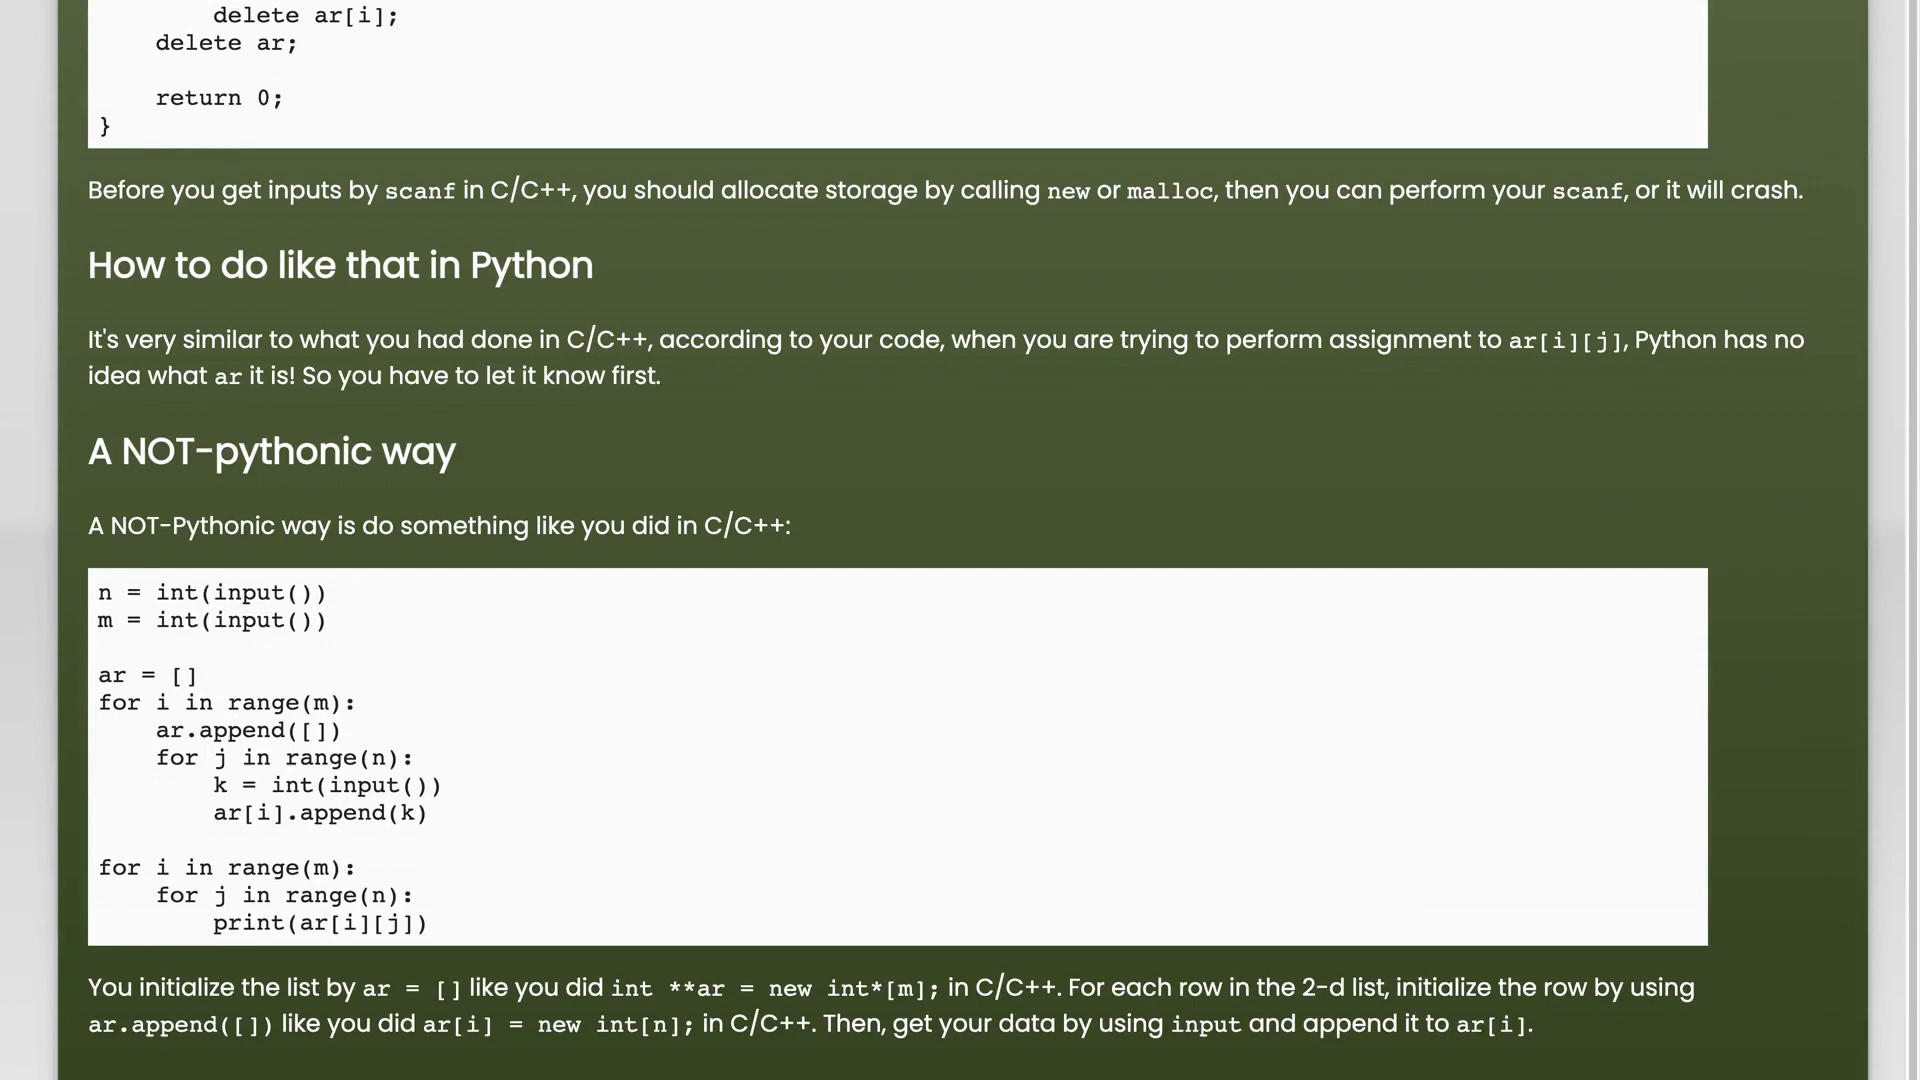 delete ar[i];
    delete ar;

    return 0;
}
Before you get inputs by scanf in C/C++, you should allocate storage by calling new or malloc, then you can perform your scanf, or it will crash.
How to do like that in Python
It's very similar to what you had done in C/C++, according to your code, when you are trying to perform assignment to ar[i][j], Python has no
idea what ar it is! So you have to let it know first.
A NOT-pythonic way
A NOT-Pythonic way is do something like you did in C/C++:
n = int(input())
m = int(input())

ar = []
for i in range(m):
    ar.append([])
    for j in range(n):
        k = int(input())
        ar[i].append(k)

for i in range(m):
    for j in range(n):
        print(ar[i][j])
You initialize the list by ar = [] like you did int **ar = new int*[m]; in C/C++. For each row in the 2-d list, initialize the row by using
ar.append([]) like you did ar[i] = new int[n]; in C/C++. Then, get your data by using input and append it to ar[i].